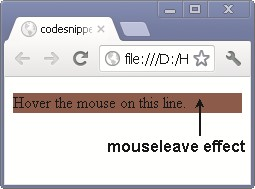 codesnippe
file:///D:/H
Hover the mouse on this line.
mouseleave effect